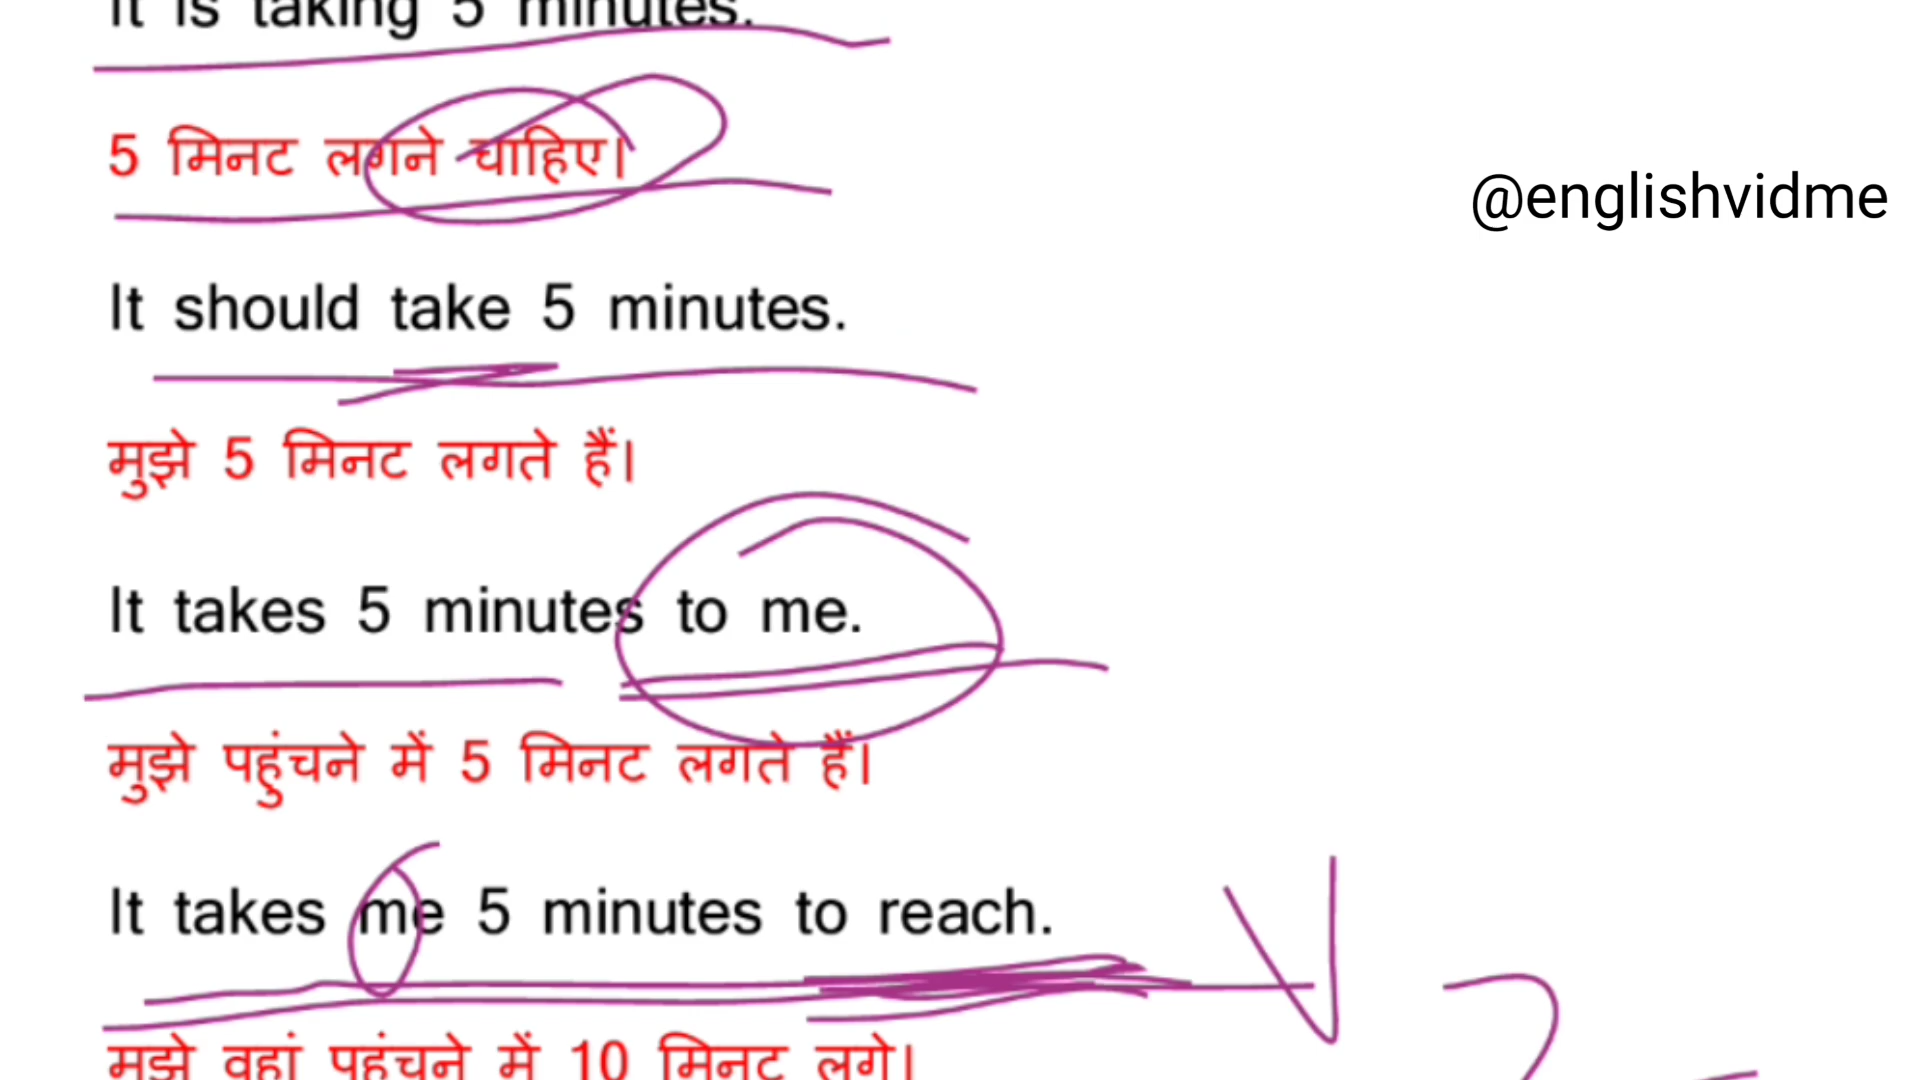 It is taking 5 minutes.
5 मिनट लगने चाहिए।
@englishvidme
It should take 5 minutes.
मुझे 5 मिनट लगते हैं।
It takes 5 minutes to me.
मुझे पहुंचने में 5 मिनट लगते हैं।
It takes me 5 minutes to reach.
मुझे वहां पहुंचने में 10 मिनट लगे।